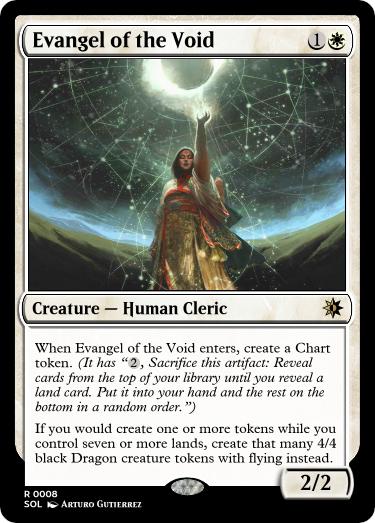 Evangel of the Void 1
Creature — Human Cleric
When Evangel of the Void enters, create a Chart
token. (It has “2, Sacrifice this artifact: Reveal
cards from the top of your library until you reveal a
land card. Put it into your hand and the rest on the
bottom in a random order.”)
If you would create one or more tokens while you
control seven or more lands, create that many 4/4
black Dragon creature tokens with flying instead.
2/2
R 0008
SOL Arturo Gutierrez